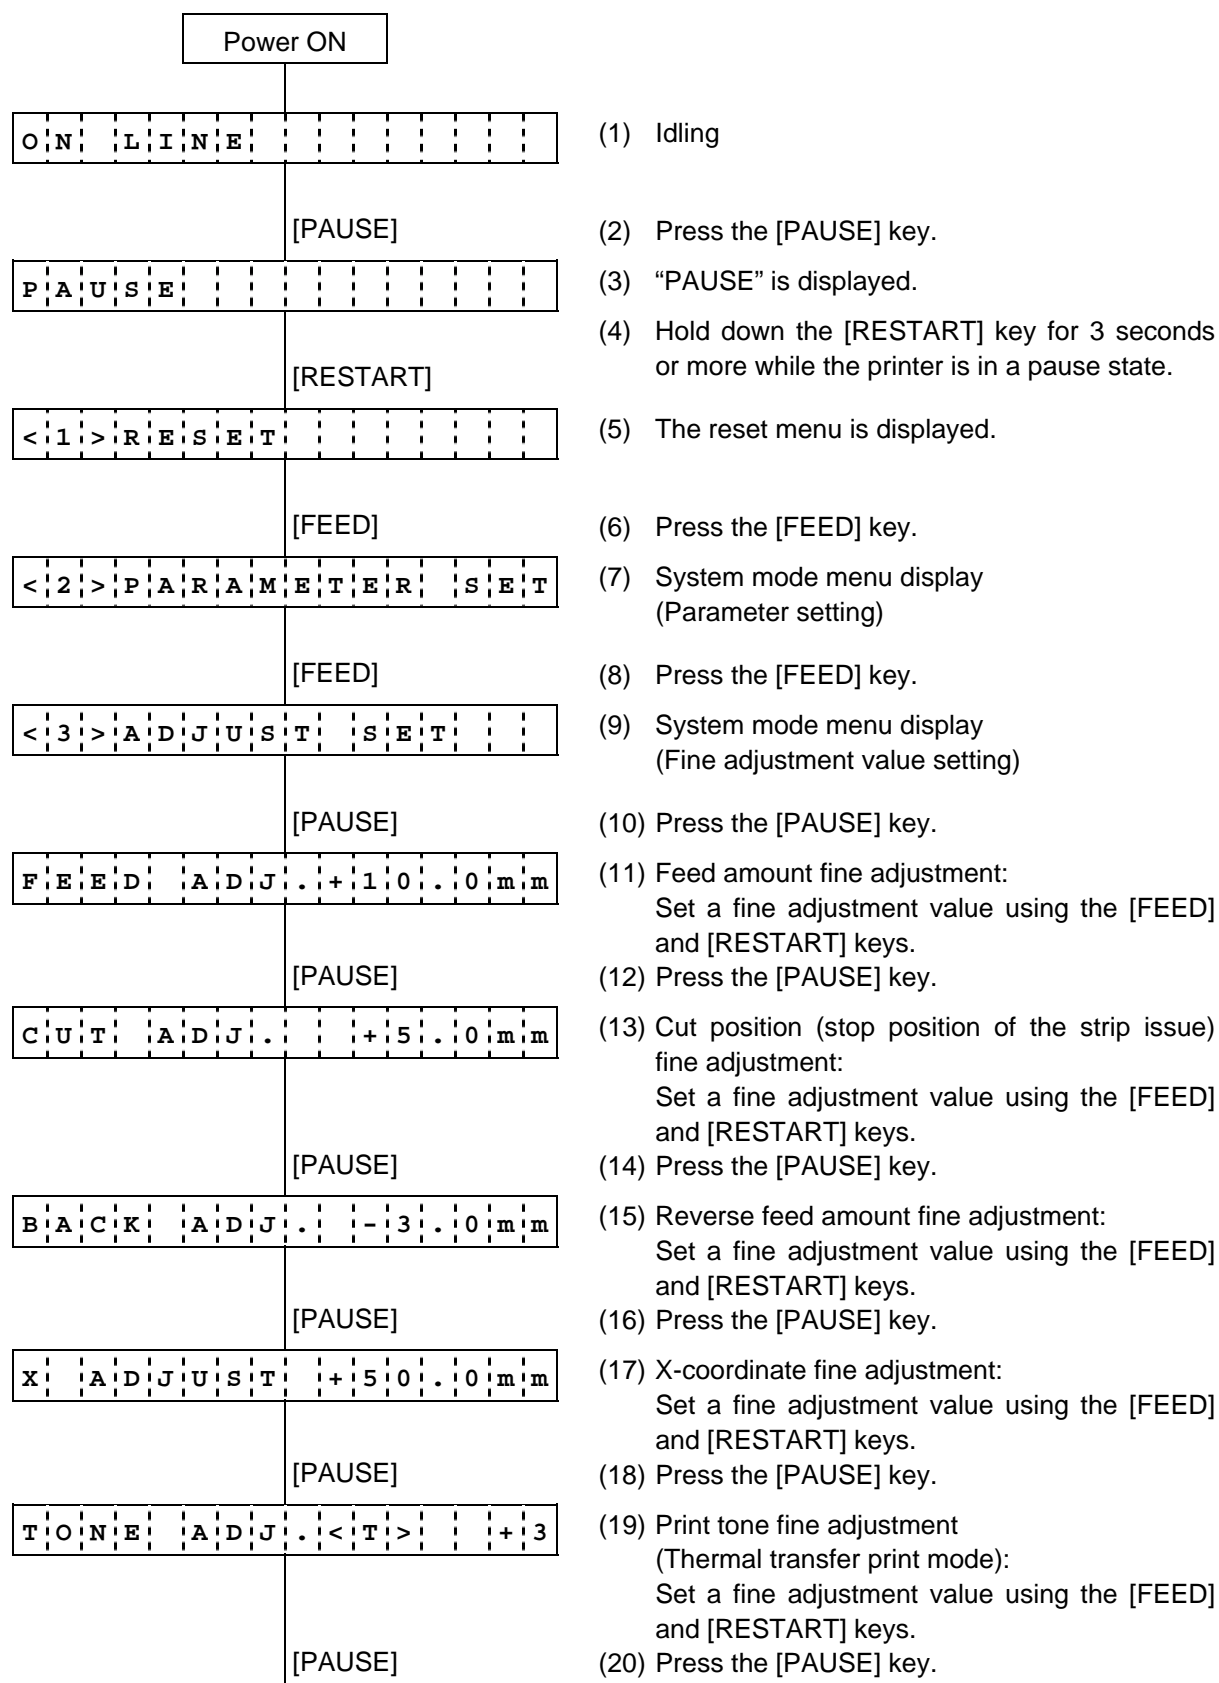 Power ON
ON LINE
(1) Idling
[PAUSE]
(2) Press the [PAUSE] key.
PAUSE
(3) “PAUSE” is displayed.
(4) Hold down the [RESTART] key for 3 seconds
or more while the printer is in a pause state.
[RESTART]
<1>RESET
(5) The reset menu is displayed.
[FEED]
(6) Press the [FEED] key.
<2>PARAMETER SET
(7) System mode menu display
(Parameter setting)
[FEED]
(8) Press the [FEED] key.
<3>ADJUST SET
(9) System mode menu display
(Fine adjustment value setting)
[PAUSE]
(10) Press the [PAUSE] key.
FEED ADJ.+10.0mm
(11) Feed amount fine adjustment:
Set a fine adjustment value using the [FEED]
and [RESTART] keys.
[PAUSE]
(12) Press the [PAUSE] key.
CUT ADJ.  +5.0mm
(13) Cut position (stop position of the strip issue)
fine adjustment:
Set a fine adjustment value using the [FEED]
and [RESTART] keys.
[PAUSE]
(14) Press the [PAUSE] key.
BACK ADJ. -3.0mm
(15) Reverse feed amount fine adjustment:
Set a fine adjustment value using the [FEED]
and [RESTART] keys.
[PAUSE]
(16) Press the [PAUSE] key.
X ADJUST +50.0mm
(17) X-coordinate fine adjustment:
Set a fine adjustment value using the [FEED]
and [RESTART] keys.
[PAUSE]
(18) Press the [PAUSE] key.
TONE ADJ.<T>  +3
(19) Print tone fine adjustment
(Thermal transfer print mode):
Set a fine adjustment value using the [FEED]
and [RESTART] keys.
[PAUSE]
(20) Press the [PAUSE] key.